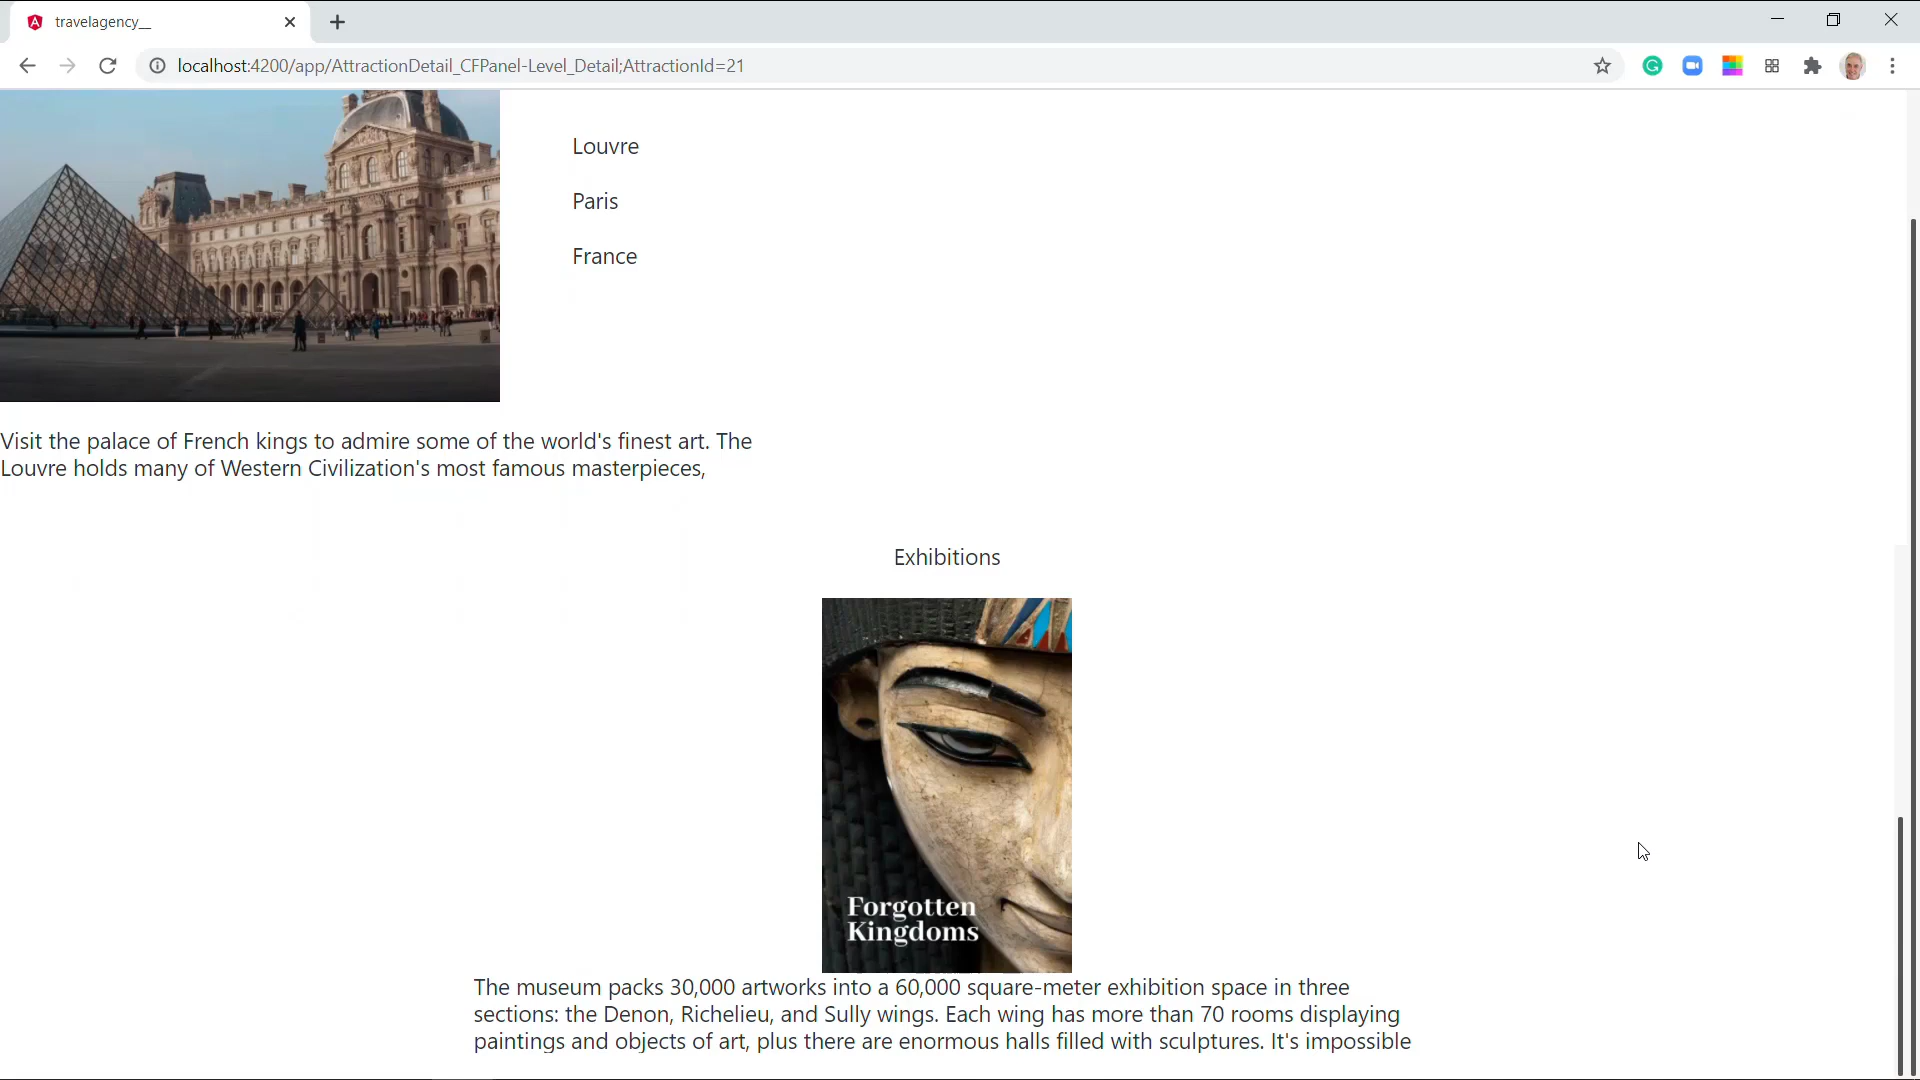 travelagency__
localhost:4200/app/AttractionDetail_CFPanel-Level_Detail;AttractionId=21
Louvre
Paris
France
Visit the palace of French kings to admire some of the world's finest art. The
Louvre holds many of Western Civilization's most famous masterpieces,
Exhibitions
Forgotten
Kingdoms
The museum packs 30,000 artworks into a 60,000 square-meter exhibition space in three
sections: the Denon, Richelieu, and Sully wings. Each wing has more than 70 rooms displaying
paintings and objects of art, plus there are enormous halls filled with sculptures. It's impossible